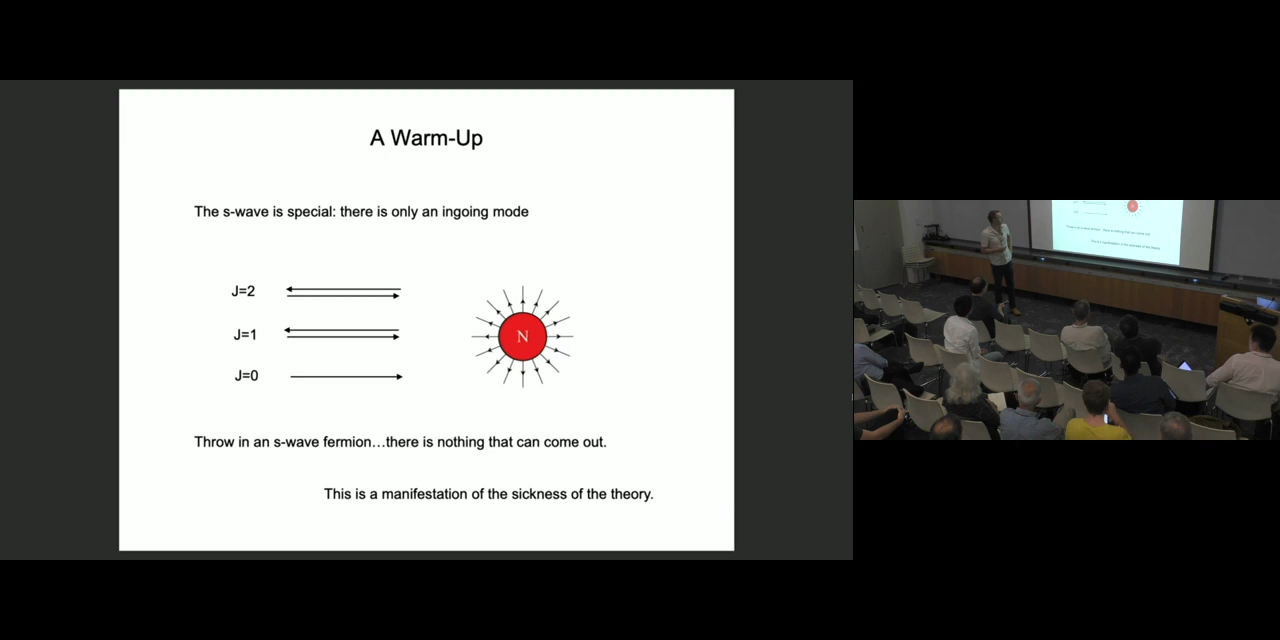 A Warm-Up
The s-wave is special: there is only an ingoing mode
J=2
J=1
N
J=0
Throw in an s-wave fermion…there is nothing that can come out.
This is a manifestation of the sickness of the theory.